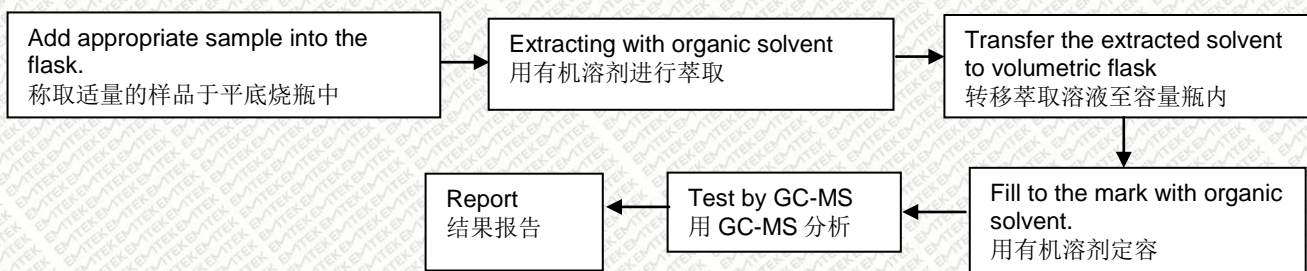 Add appropriate sample into the
flask.
称取适量的样品于平底烧瓶中
Extracting with organic solvent
用有机溶剂进行萃取
Transfer the extracted solvent
to volumetric flask
转移萃取溶液至容量瓶内
Fill to the mark with organic
solvent.
用有机溶剂定容
Test by GC-MS
用 GC-MS 分析
Report
结果报告